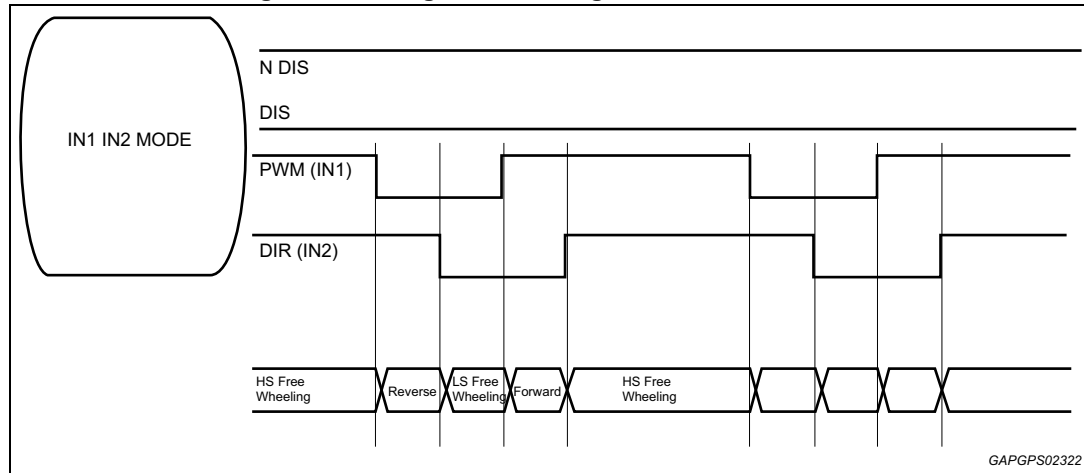 N DIS
DIS
IN1 IN2 MODE
PWM (IN1)
DIR (IN2)
HS Free
Wheeling
Reverse
LS Free
Wheeling
Forward
HS Free
Wheeling
GAPGPS02322